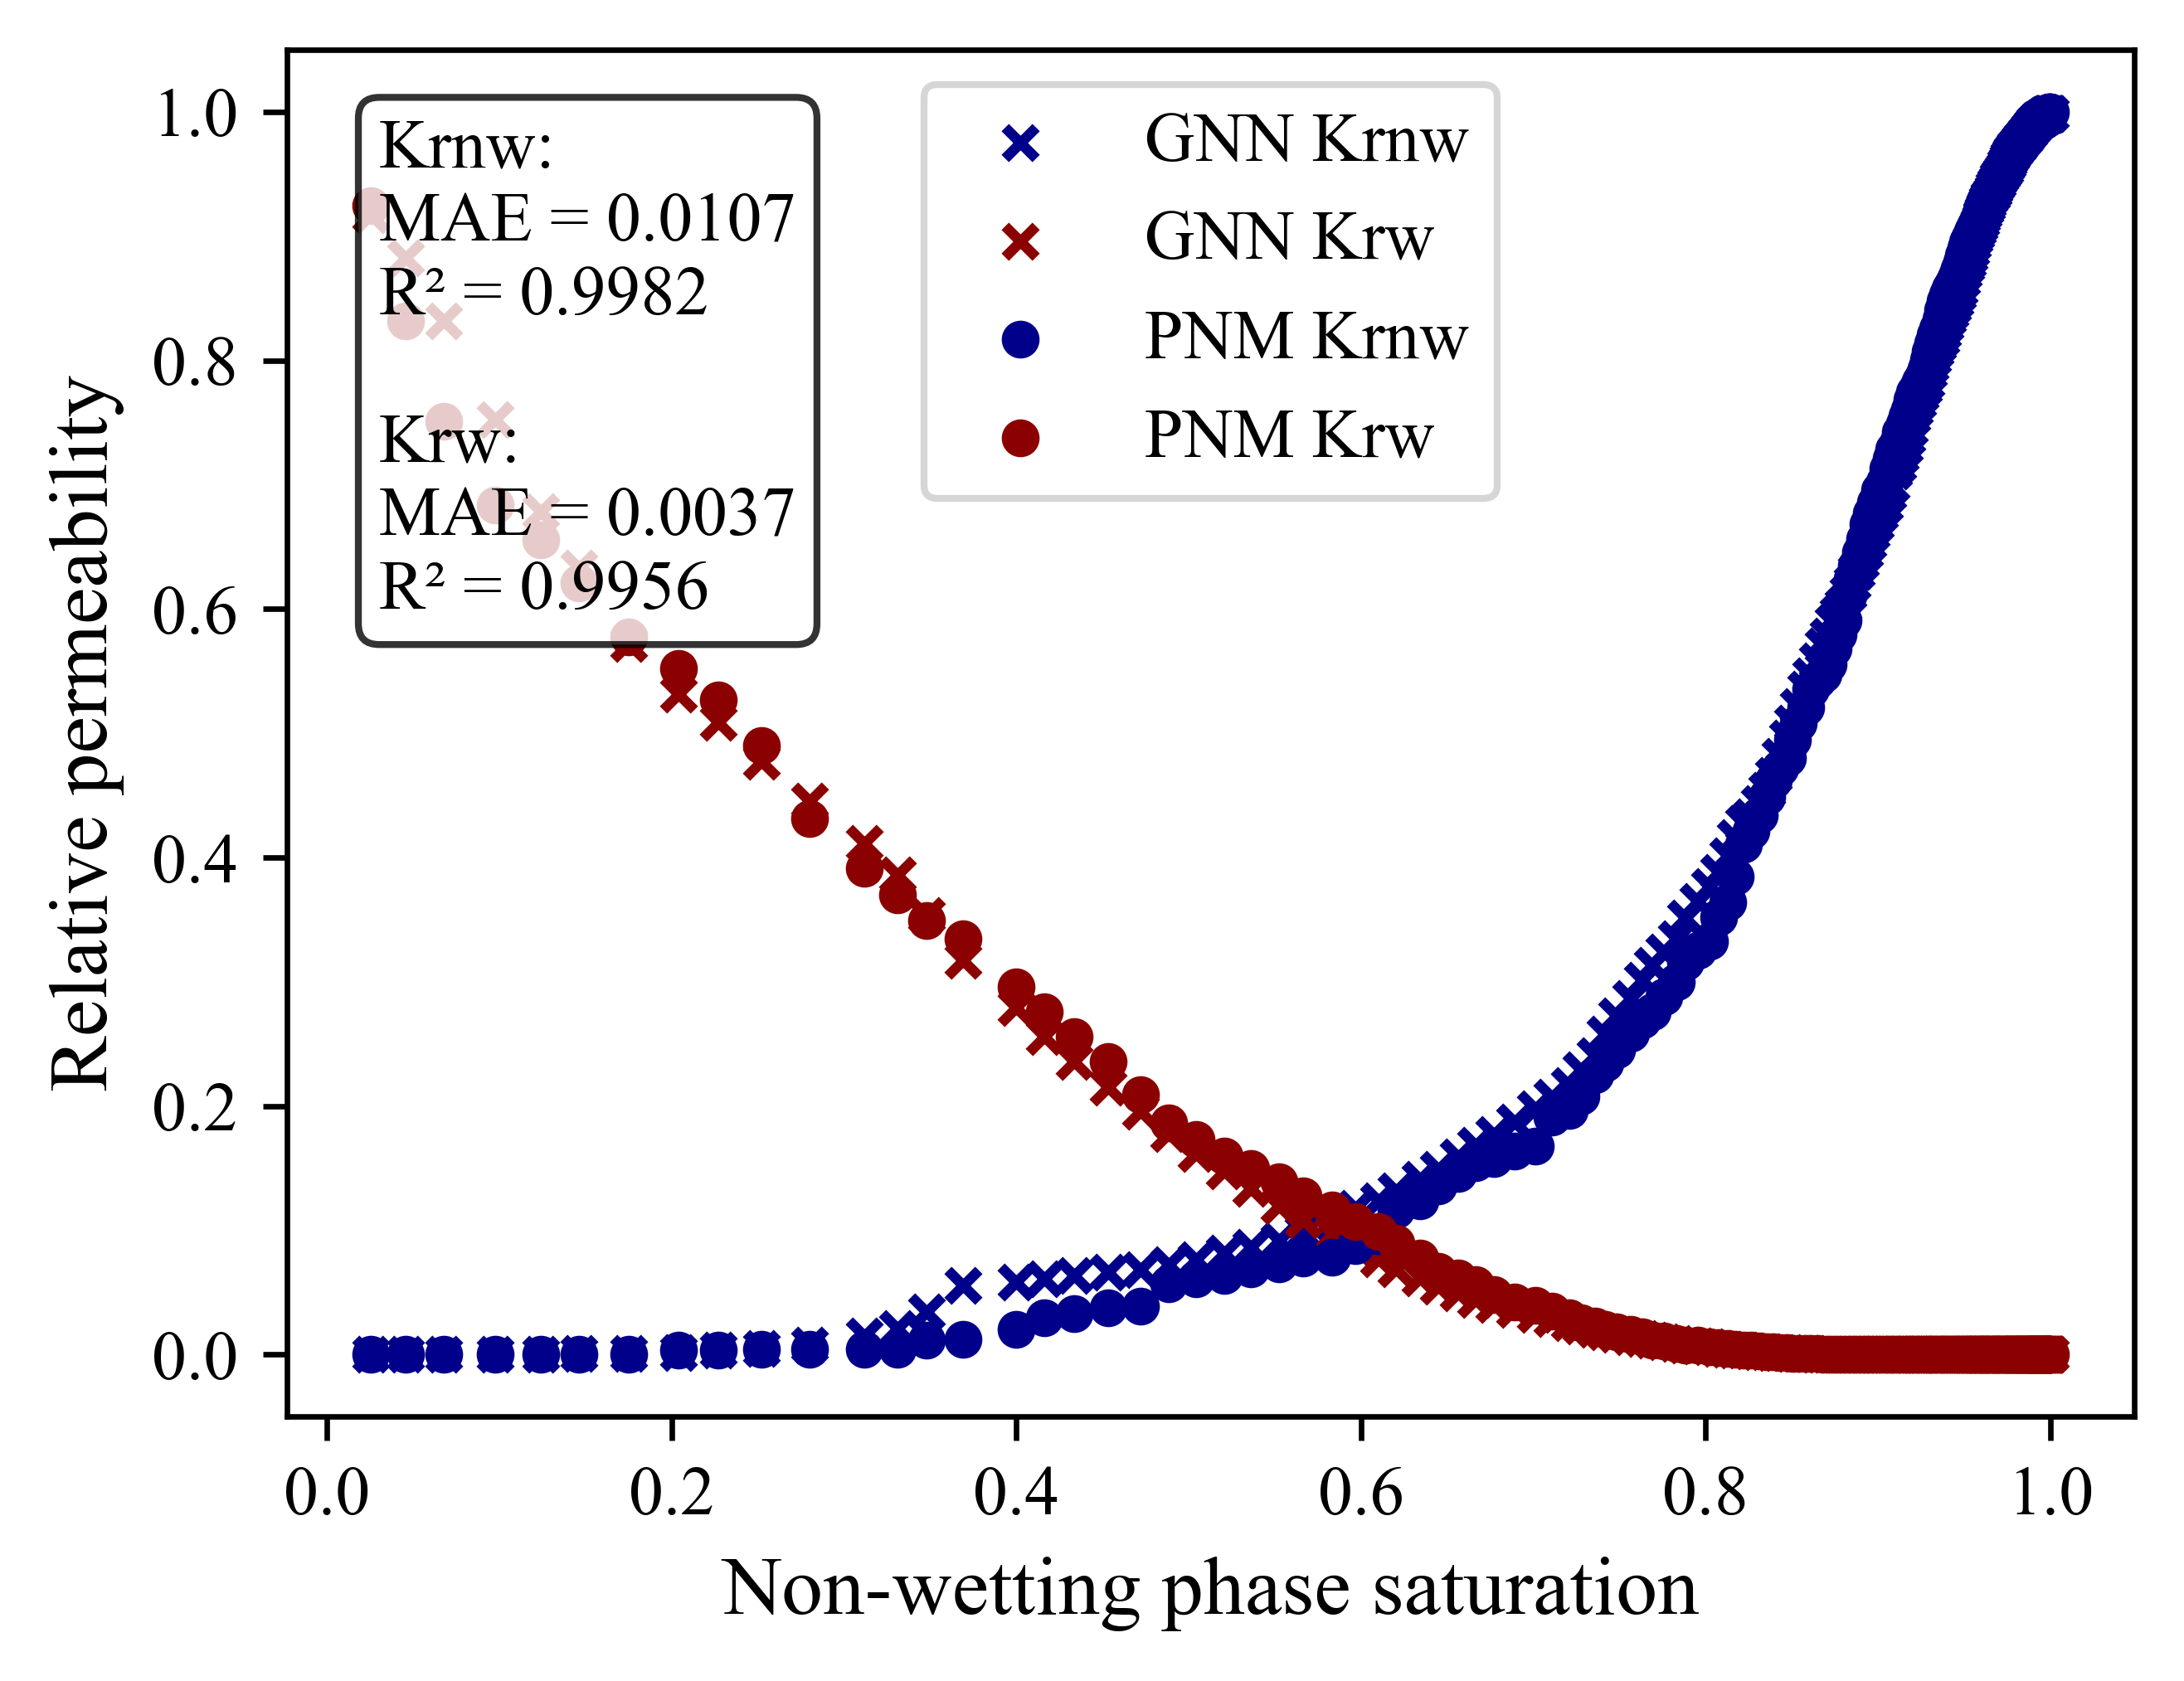 Krnw:
MAE = 0.0107
R² = 0.9982
Krw:
MAE = 0.0037
R² = 0.9956
GNN Krnw
GNN Krw
PNM Krnw
PNM Krw
Relative permeability
1.0
0.8
0.6
0.4
0.2
0.0
0.0 0.2 0.4 0.6 0.8 1.0
Non-wetting phase saturation